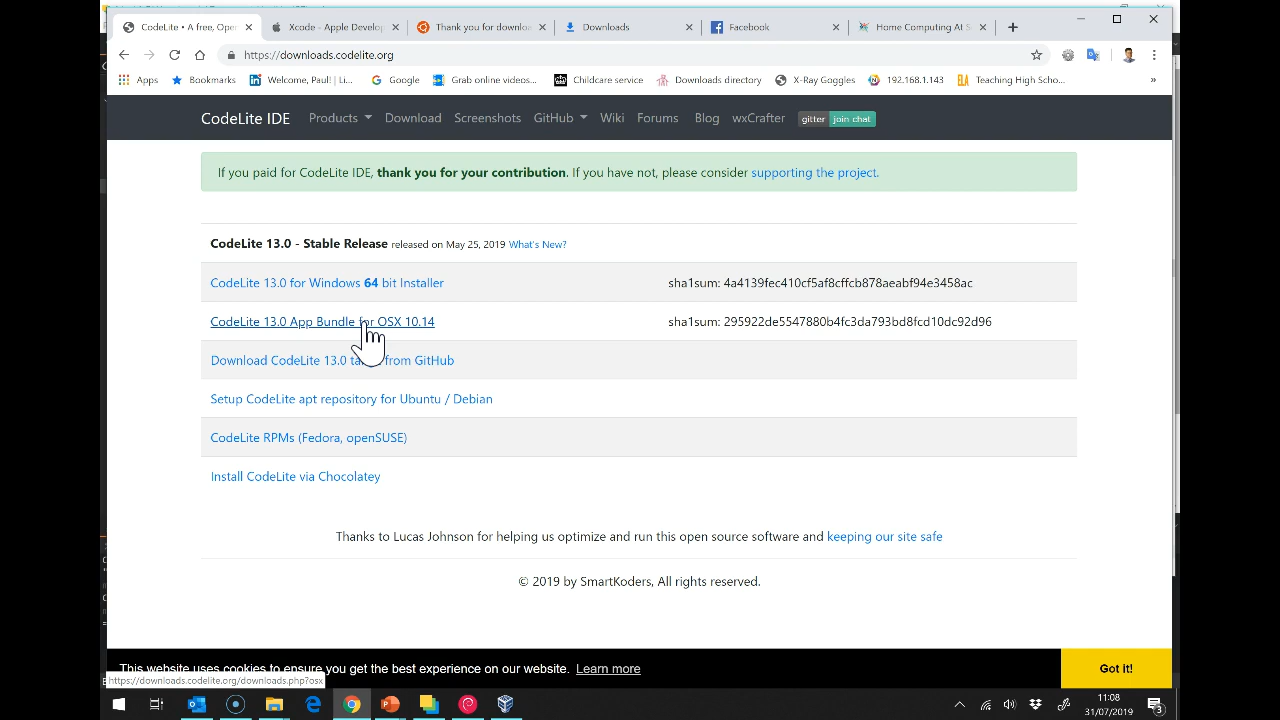 CodeLite • A free, Open
Xcode - Apple Develop
Thank you for downloa
Downloads
Facebook
Home Computing At S
https://downloads.codelite.org
Apps
Bookmarks
Welcome, Paul! | Li...
Google
Grab online videos...
Childcare service
Downloads directory
X-Ray Goggles
192.168.1.143
Teaching High Scho...
CodeLite IDE
Products
Download
Screenshots
GitHub
Wiki
Forums
Blog
wxCrafter
gitter join chat
If you paid for CodeLite IDE, thank you for your contribution. If you have not, please consider supporting the project.
CodeLite 13.0 - Stable Release released on May 25, 2019 What's New?
CodeLite 13.0 for Windows 64 bit Installer
sha1sum: 4a4139fec410cf5af8cffcb878aeabf94e3458ac
CodeLite 13.0 App Bundle for OSX 10.14
sha1sum: 295922de5547880b4fc3da793bd8fcd10dc92d96
Download CodeLite 13.0 from GitHub
Setup CodeLite apt repository for Ubuntu / Debian
CodeLite RPMs (Fedora, openSUSE)
Install CodeLite via Chocolatey
Thanks to Lucas Johnson for helping us optimize and run this open source software and keeping our site safe
© 2019 by SmartKoders, All rights reserved.
This website uses cookies to ensure you get the best experience on our website. Learn more
Got it!
https://downloads.codelite.org/downloads.php?osx
11:08
31/07/2019
3